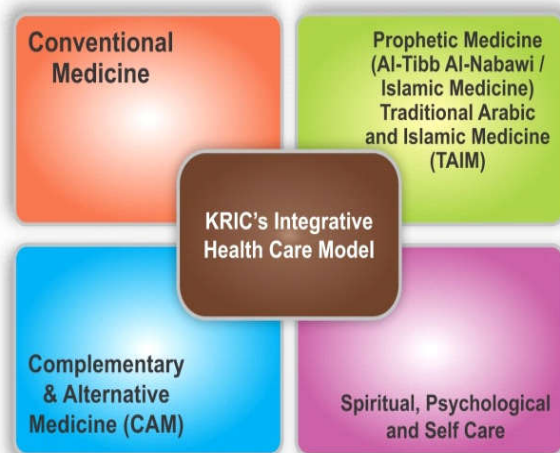 Conventional
Medicine
Prophetic Medicine
(Al-Tibb Al-Nabawi /
Islamic Medicine)
Traditional Arabic
and Islamic Medicine
(TAIM)
KRIC's Integrative
Health Care Model
Complementary
& Alternative
Medicine (CAM)
Spiritual, Psychological
and Self Care